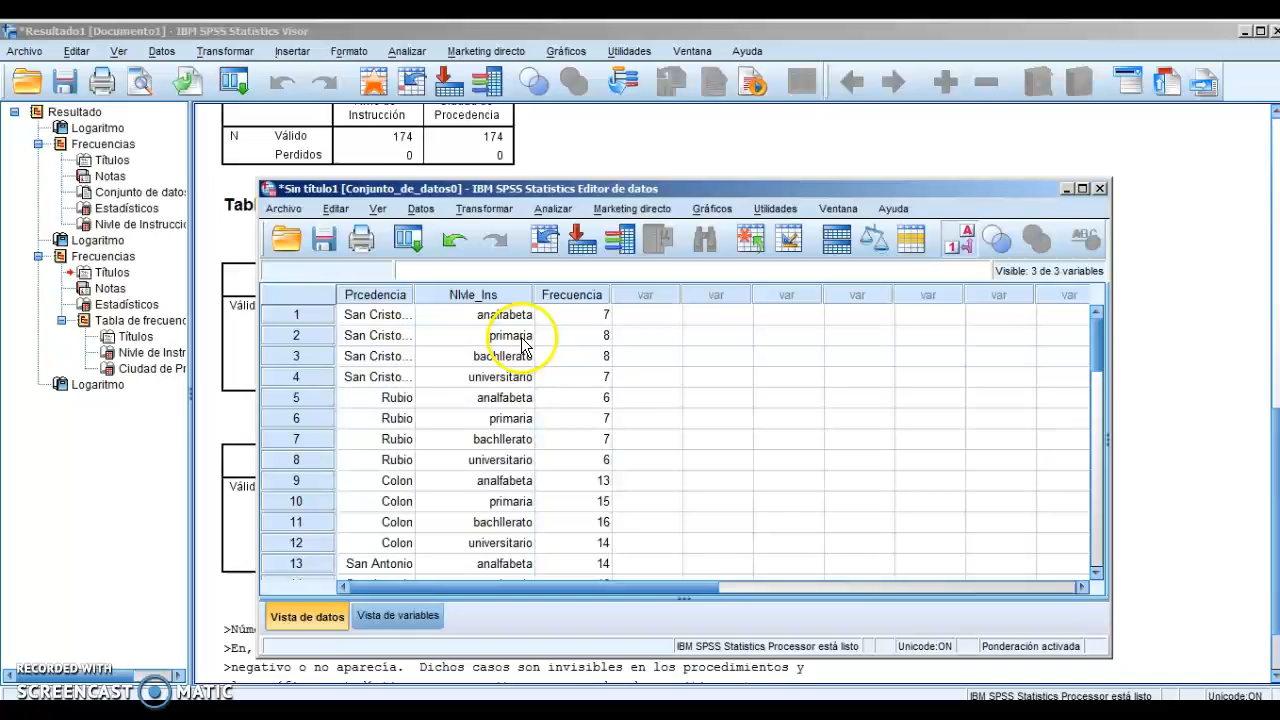 *Resultado1 [Documento1] - IBM SPSS Statistics Visor
Archivo Editar Ver Datos Transformar Insertar Formato Analizar Marketing directo Gráficos Utilidades Ventana Ayuda
Resultado
Logaritmo
Frecuencias
Títulos
Notas
Conjunto de datos
Estadísticos
Nivle de Instrucci
Logaritmo
Frecuencias
Títulos
Notas
Estadísticos
Tabla de frecuenc
Títulos
Nivle de Instr
Ciudad de Pr
Logaritmo
Instrucción Procedencia
N Válido 174 174
Perdidos 0 0
Tabl
Válid
Válid
*Sin título1 [Conjunto_de_datos0] - IBM SPSS Statistics Editor de datos
Archivo Editar Ver Datos Transformar Analizar Marketing directo Gráficos Utilidades Ventana Ayuda
Visible: 3 de 3 variables
Prcedencia NIvle_Ins Frecuencia var var var var var var var
1 San Cristo... analfabeta 7
2 San Cristo... primaria 8
3 San Cristo... bachllerato 8
4 San Cristo... universitario 7
5 Rubio analfabeta 6
6 Rubio primaria 7
7 Rubio bachllerato 7
8 Rubio universitario 6
9 Colon analfabeta 13
10 Colon primaria 15
11 Colon bachllerato 16
12 Colon universitario 14
13 San Antonio analfabeta 14
Vista de datos Vista de variables
IBM SPSS Statistics Processor está listo Unicode:ON Ponderación activada
>Núm
>En,
>negativo o no aparecía. Dichos casos son invisibles en los procedimientos y
IBM SPSS Statistics Processor está listo Unicode:ON
RECORDED WITH
SCREENCAST MATIC